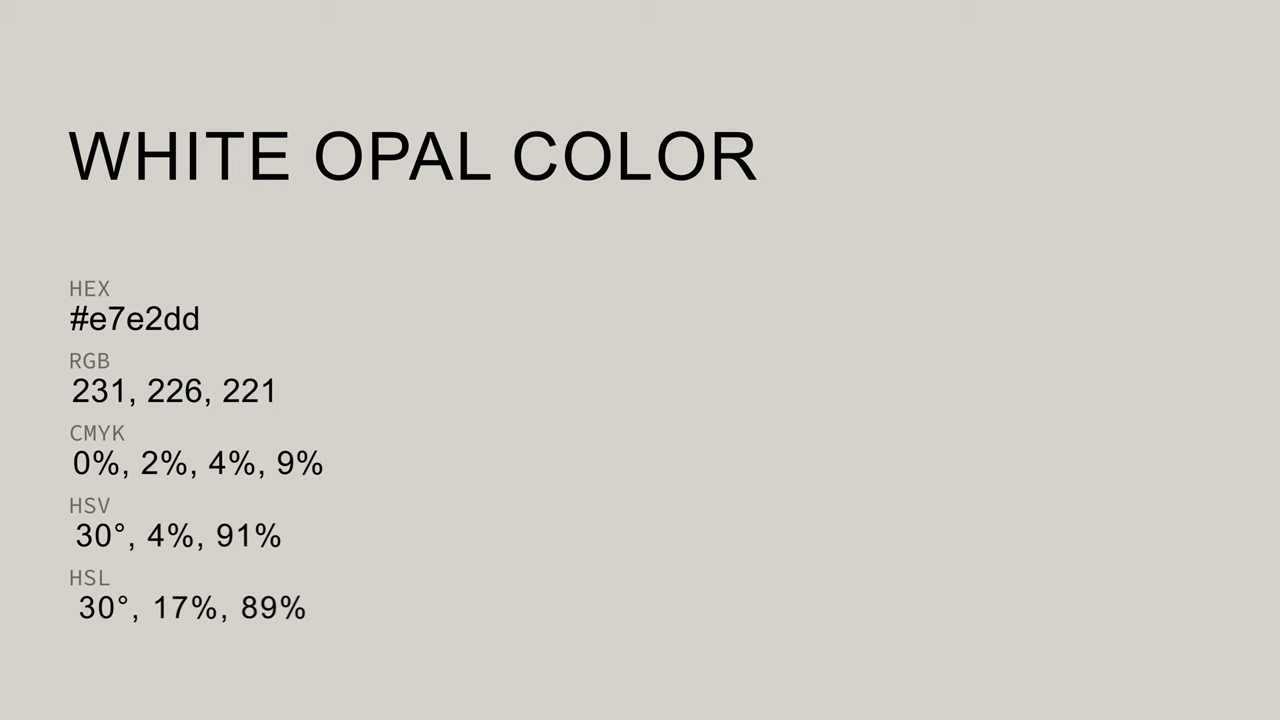 WHITE OPAL COLOR
HEX
#e7e2dd
RGB
231, 226, 221
CMYK
0%, 2%, 4%, 9%
HSV
30°, 4%, 91%
HSL
30°, 17%, 89%